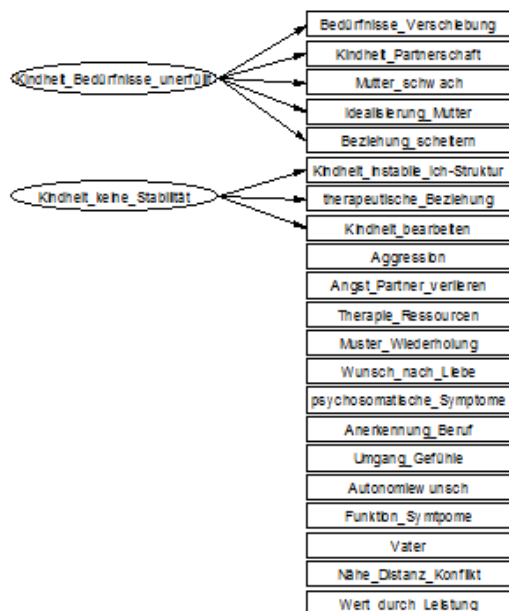 Bedürfnisse_Verschiebung
Kindheit_Partnerschaft
Kindheit_Bedürfnisse_unerfüllt
Mutter_schwach
Idealisierung_Mutter
Beziehung_scheitern
Kindheit_instabile_Ich-Struktur
Kindheit_keine_Stabilität
therapeutische_Beziehung
Kindheit_bearbeiten
Aggression
Angst_Partner_verlieren
Therapie_Ressourcen
Muster_Wiederholung
Wunsch_nach_Liebe
psychosomatische_Symptome
Anerkennung_Beruf
Umgang_Gefühle
Autonomiewunsch
Funktion_Symtpome
Vater
Nähe_Distanz_Konflikt
Wert_durch_Leistung